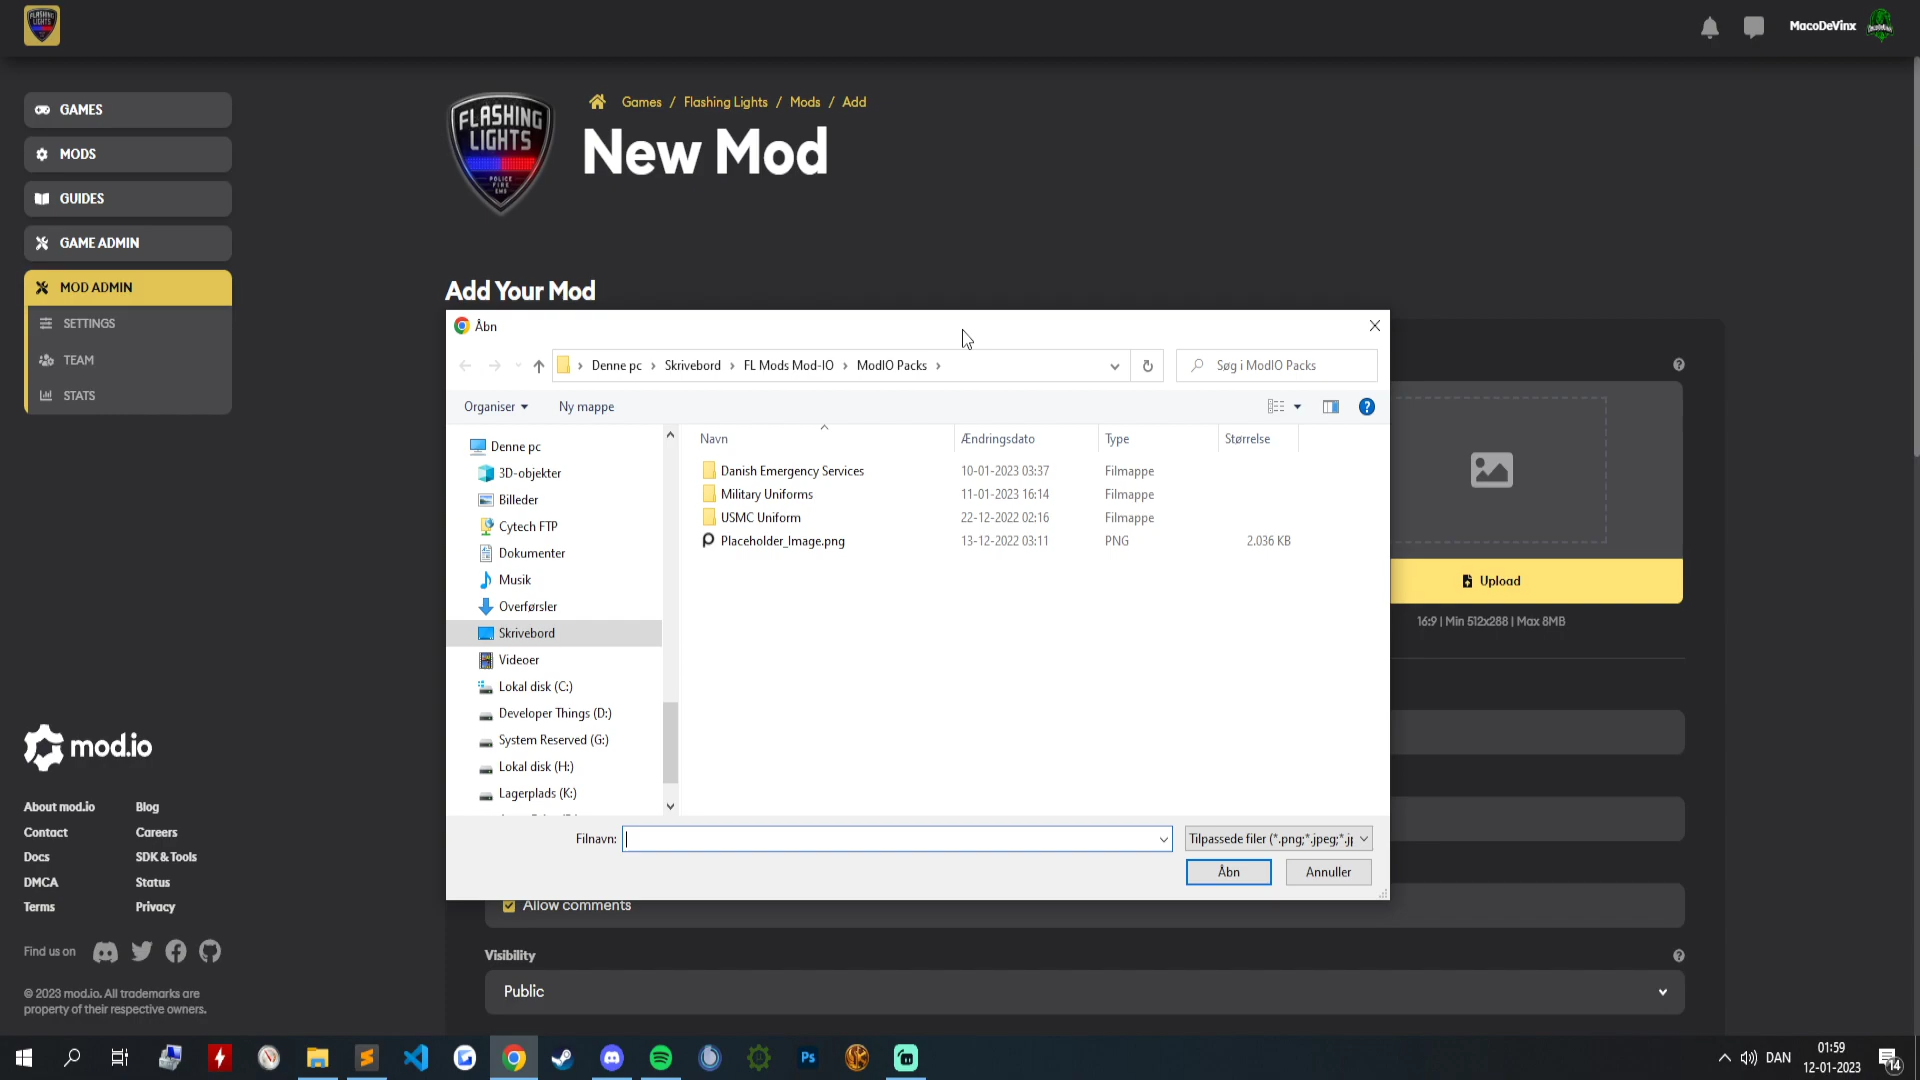 MacoDeVinx
GAMES
MODS
GUIDES
GAME ADMIN
MOD ADMIN
SETTINGS
TEAM
STATS
FLASHING
LIGHTS
POLICE
FIRE
EMS
Games / Flashing Lights / Mods / Add
New Mod
Add Your Mod
Åbn
Denne pc › Skrivebord › FL Mods Mod-IO › ModIO Packs ›
Søg i ModIO Packs
Organiser
Ny mappe
Denne pc
3D-objekter
Billeder
Cytech FTP
Dokumenter
Musik
Overførsler
Skrivebord
Videoer
Lokal disk (C:)
Developer Things (D:)
System Reserved (G:)
Lokal disk (H:)
Lagerplads (K:)
Navn Ændringsdato Type Størrelse
Danish Emergency Services 10-01-2023 03:37 Filmappe
Military Uniforms 11-01-2023 16:14 Filmappe
USMC Uniform 22-12-2022 02:16 Filmappe
Placeholder_Image.png 13-12-2022 03:11 PNG 2.036 KB
Filnavn:
Tilpassede filer (*.png;*.jpeg;*.j
Åbn
Annuller
Upload
16:9 | Min 512x288 | Max 8MB
Allow comments
Visibility
Public
mod.io
About mod.io
Blog
Contact
Careers
Docs
SDK & Tools
DMCA
Status
Terms
Privacy
Find us on
© 2023 mod.io. All trademarks are
property of their respective owners.
Ps
DAN
01:59
12-01-2023
14